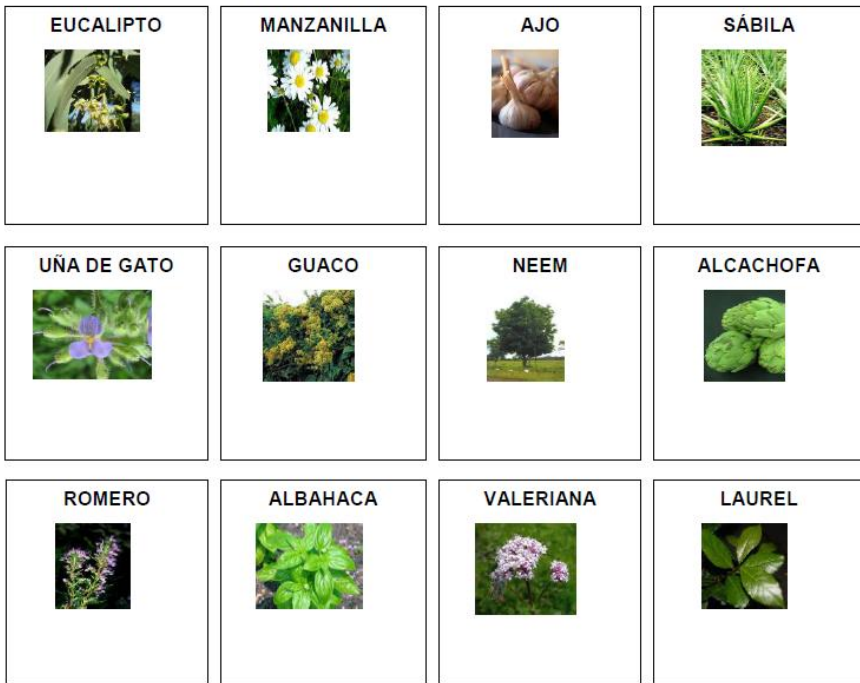 EUCALIPTO
MANZANILLA
AJO
SÁBILA
UÑA DE GATO
GUACO
NEEM
ALCACHOFA
ROMERO
ALBAHACA
VALERIANA
LAUREL